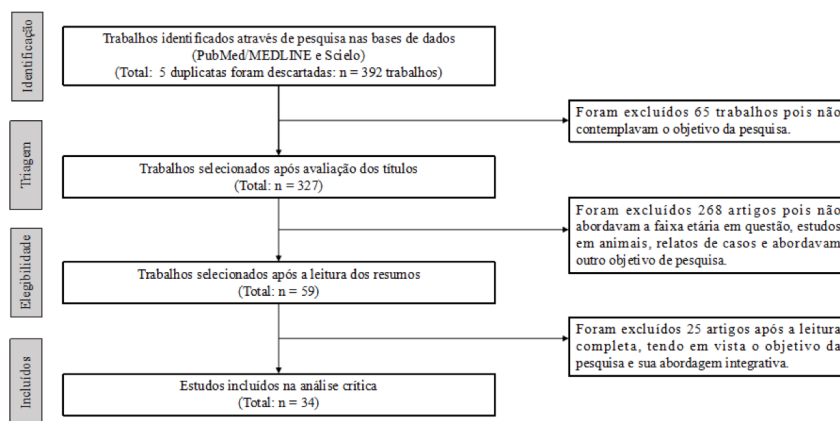 Identificação
Trabalhos identificados através de pesquisa nas bases de dados
(PubMed/MEDLINE e Scielo)
(Total: 5 duplicatas foram descartadas: n = 392 trabalhos)
Foram excluídos 65 trabalhos pois não
contemplavam o objetivo da pesquisa.
Triagem
Trabalhos selecionados após avaliação dos títulos
(Total: n = 327)
Foram excluídos 268 artigos pois não
abordavam a faixa etária em questão, estudos
em animais, relatos de casos e abordavam
outro objetivo de pesquisa.
Elegibilidade
Trabalhos selecionados após a leitura dos resumos
(Total: n = 59)
Foram excluídos 25 artigos após a leitura
completa, tendo em vista o objetivo da
pesquisa e sua abordagem integrativa.
Incluídos
Estudos incluídos na análise crítica
(Total: n = 34)